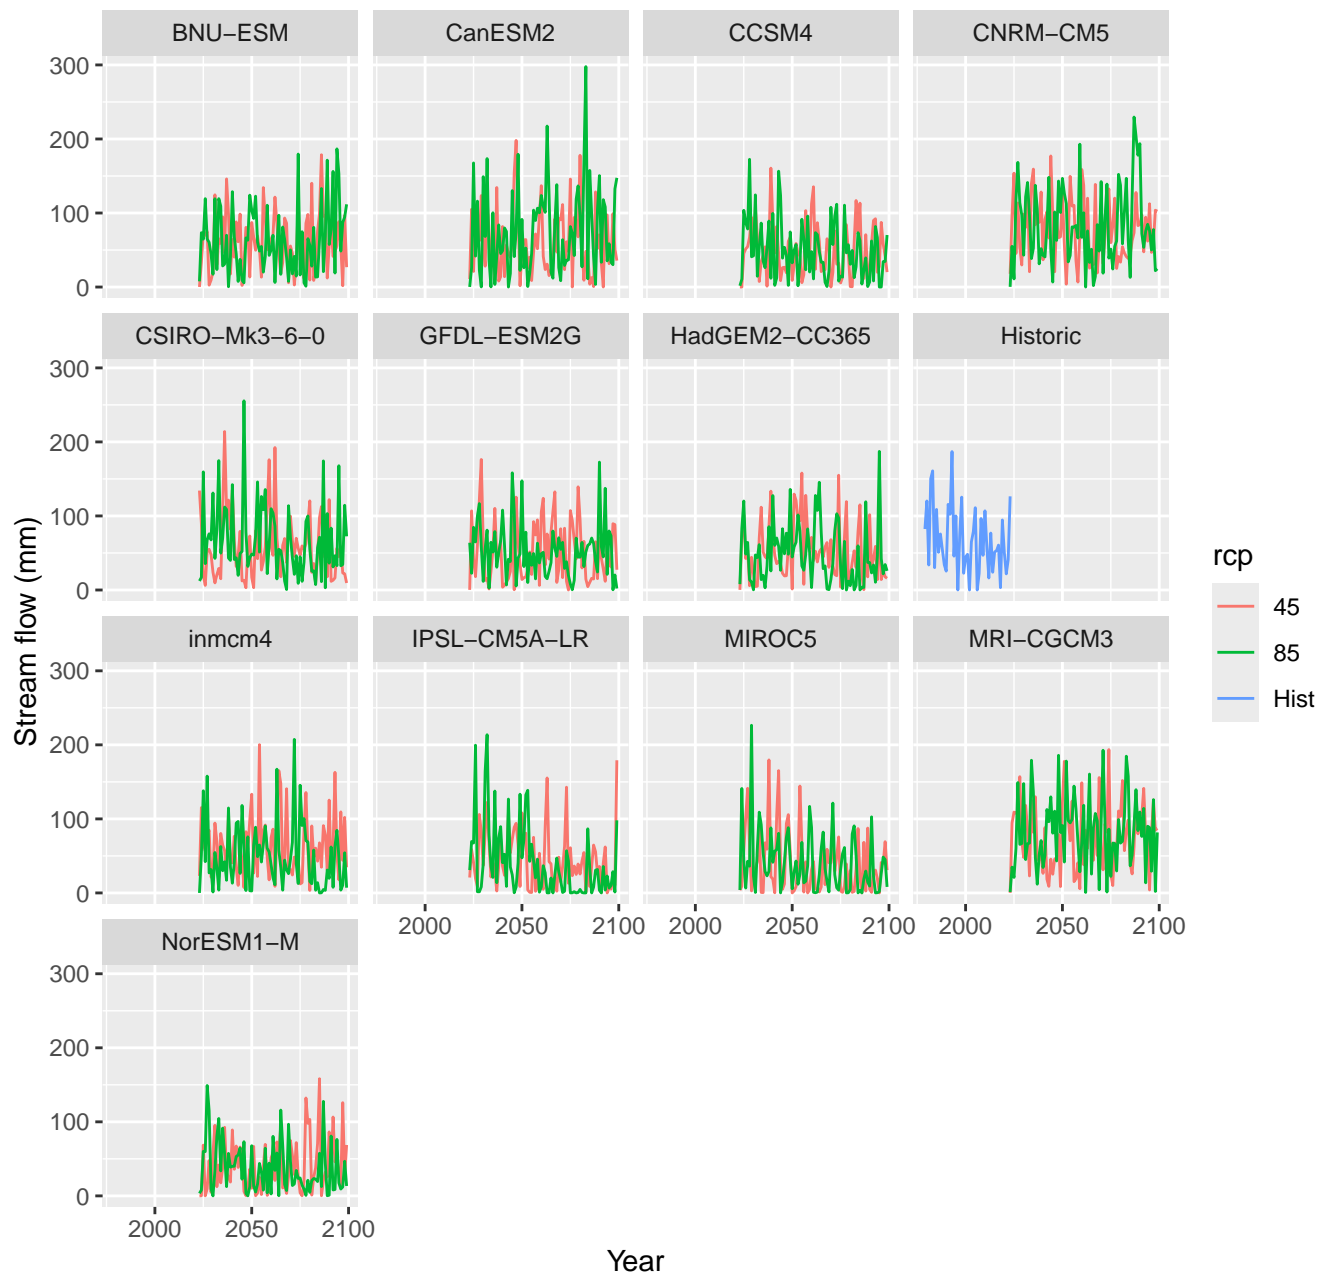 BNU−ESM CanESM2 CCSM4 CNRM−CM5
300
200
100
0
CSIRO−Mk3−6−0 GFDL−ESM2G HadGEM2−CC365 Historic
300
200
100
0
inmcm4 IPSL−CM5A−LR MIROC5 MRI−CGCM3
300
200
100
0
2000 2050 2100 2000 2050 2100 2000 2050 2100
NorESM1−M
300
200
100
0
2000 2050 2100
Year
Stream flow (mm)
rcp
45
85
Hist